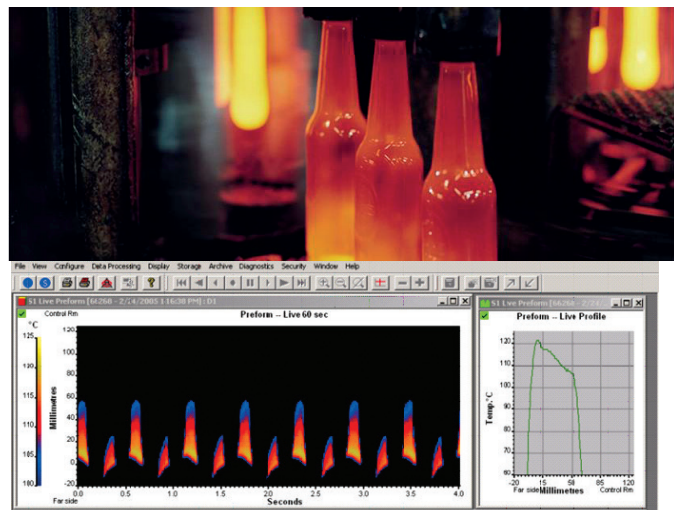 File View Configure Data Processing Display Storage Archive Diagnostics Security Window Help
S1 Live Preform [66260 - 2/14/2005 1:16:30 PM] : D1
Control Rm
Preform -- Live 60 sec
°C
125
120
115
110
105
100
Millimetres
120
100
80
60
40
20
0
-20
0.0 0.5 1.0 1.5 2.0 2.5 3.0 3.5 4.0
Far side
Seconds
S1 Live Preform [66260 - 2/14/
Preform -- Live Profile
Temp.°C
120
110
100
90
80
70
60
-20 15 50 85 120
Far side Millimetres Control Rm